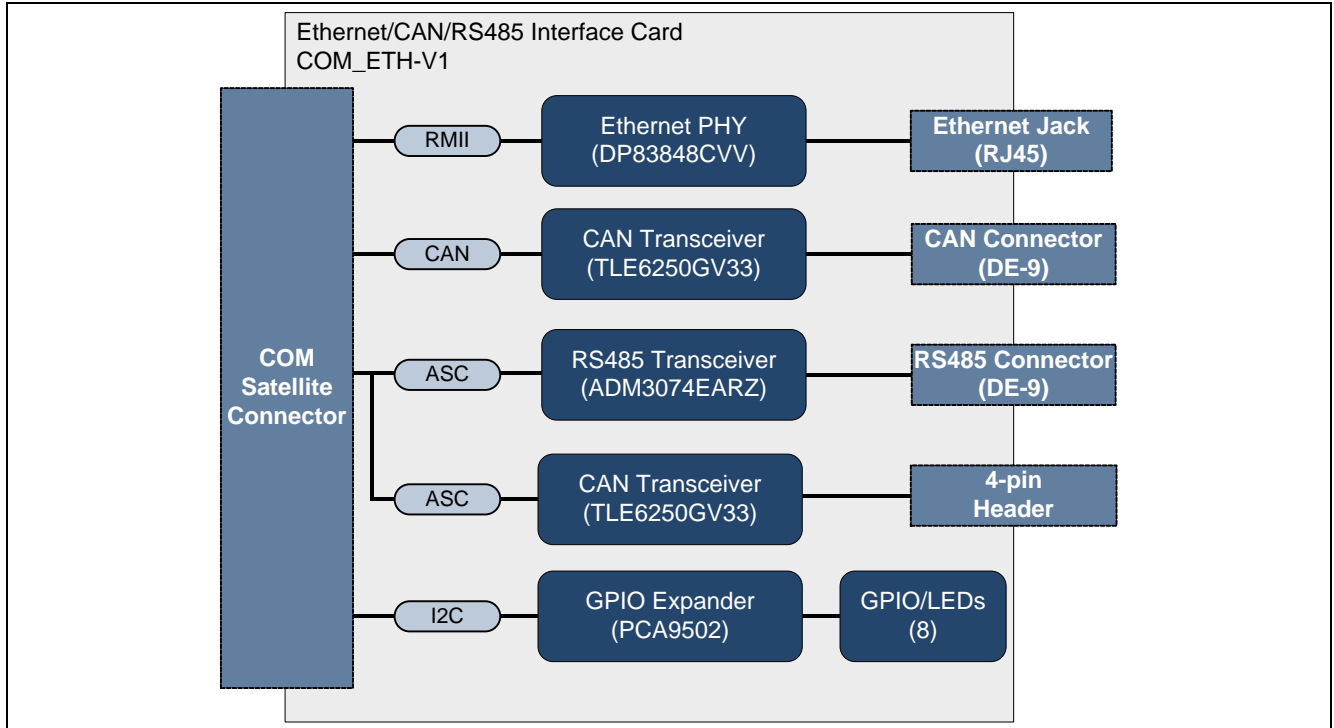 Ethernet/CAN/RS485 Interface Card
COM_ETH-V1
COM
Satellite
Connector
RMII
Ethernet PHY
(DP83848CVV)
Ethernet Jack
(RJ45)
CAN
CAN Transceiver
(TLE6250GV33)
CAN Connector
(DE-9)
ASC
RS485 Transceiver
(ADM3074EARZ)
RS485 Connector
(DE-9)
ASC
CAN Transceiver
(TLE6250GV33)
4-pin
Header
I2C
GPIO Expander
(PCA9502)
GPIO/LEDs
(8)